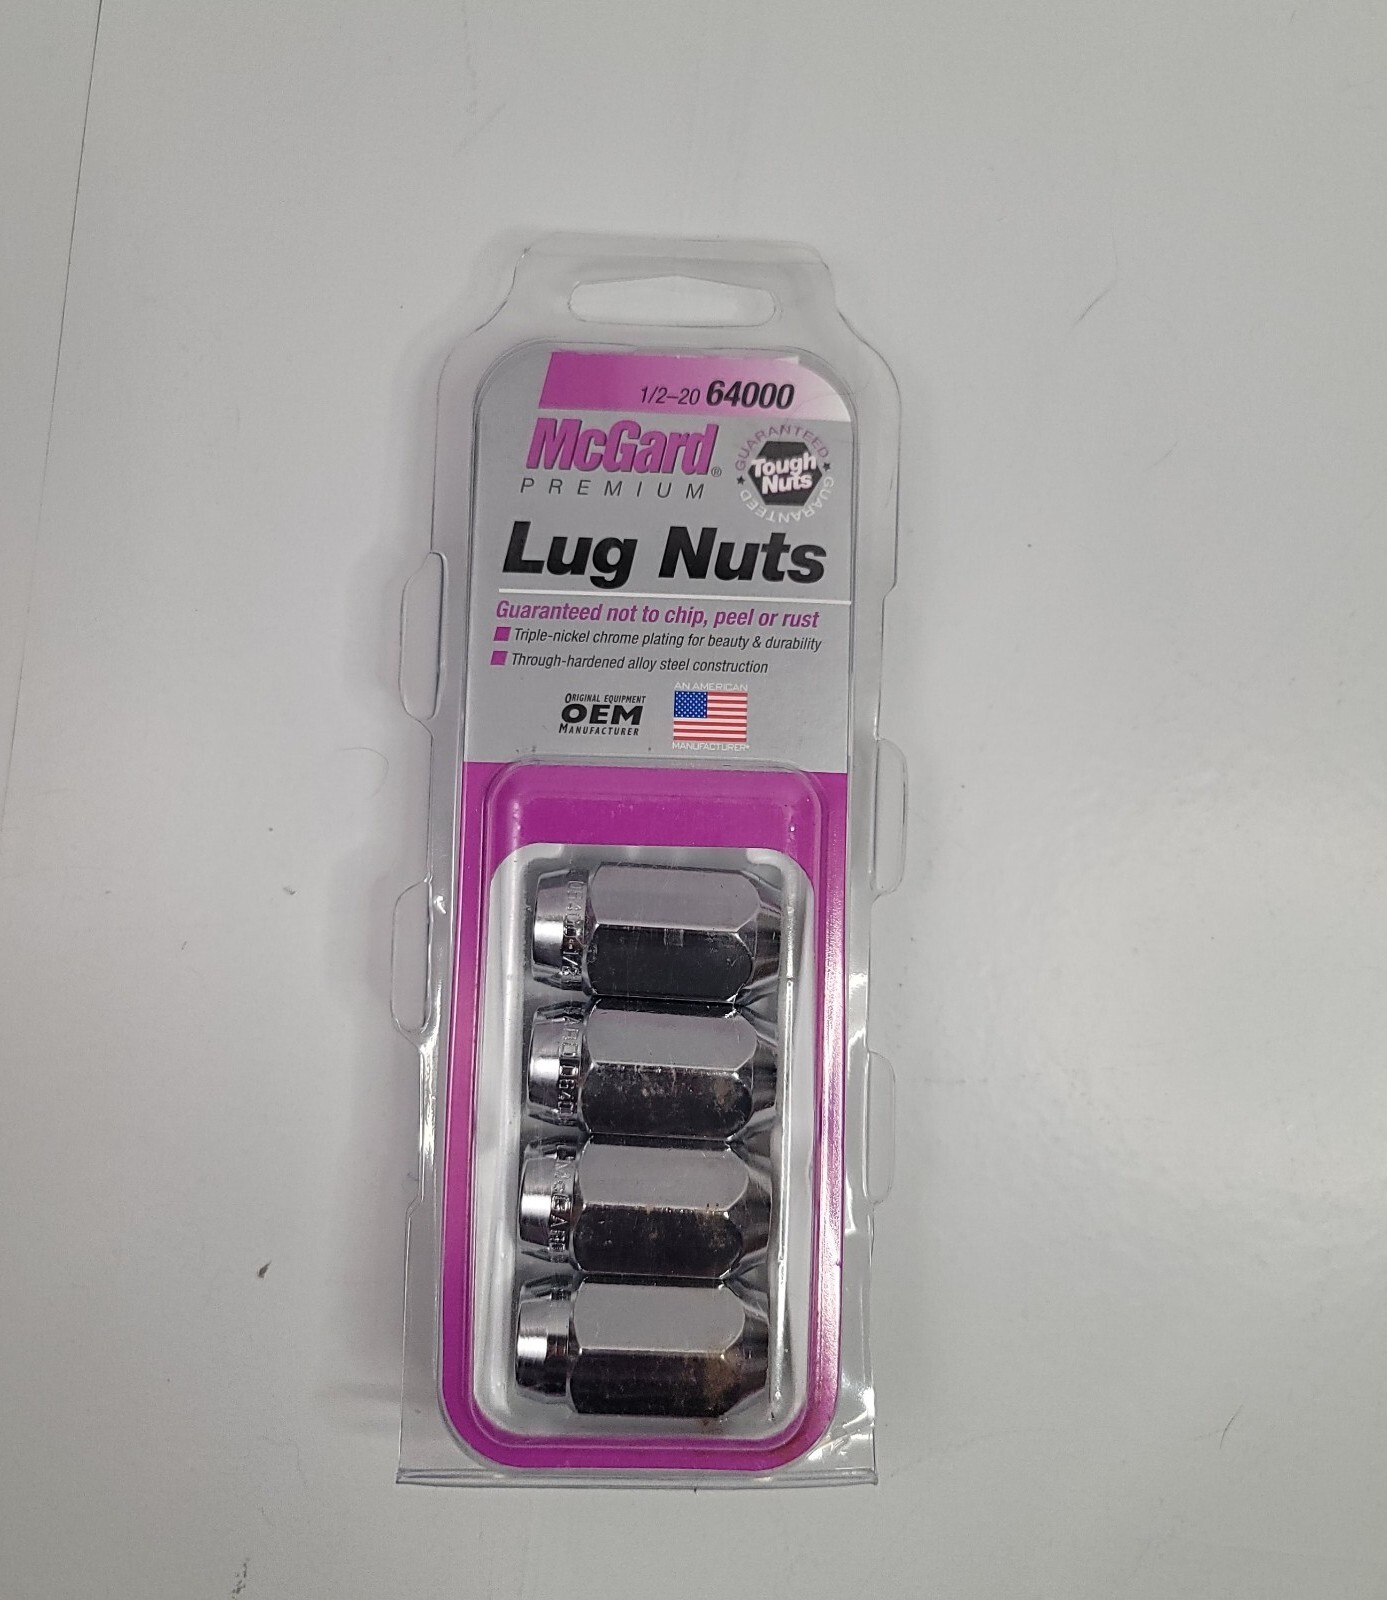 1/2–20 64000
McGard®
PREMIUM
GUARANTEED
Tough
Nuts
GUARANTEED
Lug Nuts
Guaranteed not to chip, peel or rust
Triple-nickel chrome plating for beauty & durability
Through-hardened alloy steel construction
ORIGINAL EQUIPMENT
OEM
MANUFACTURER
AN AMERICAN
MANUFACTURER